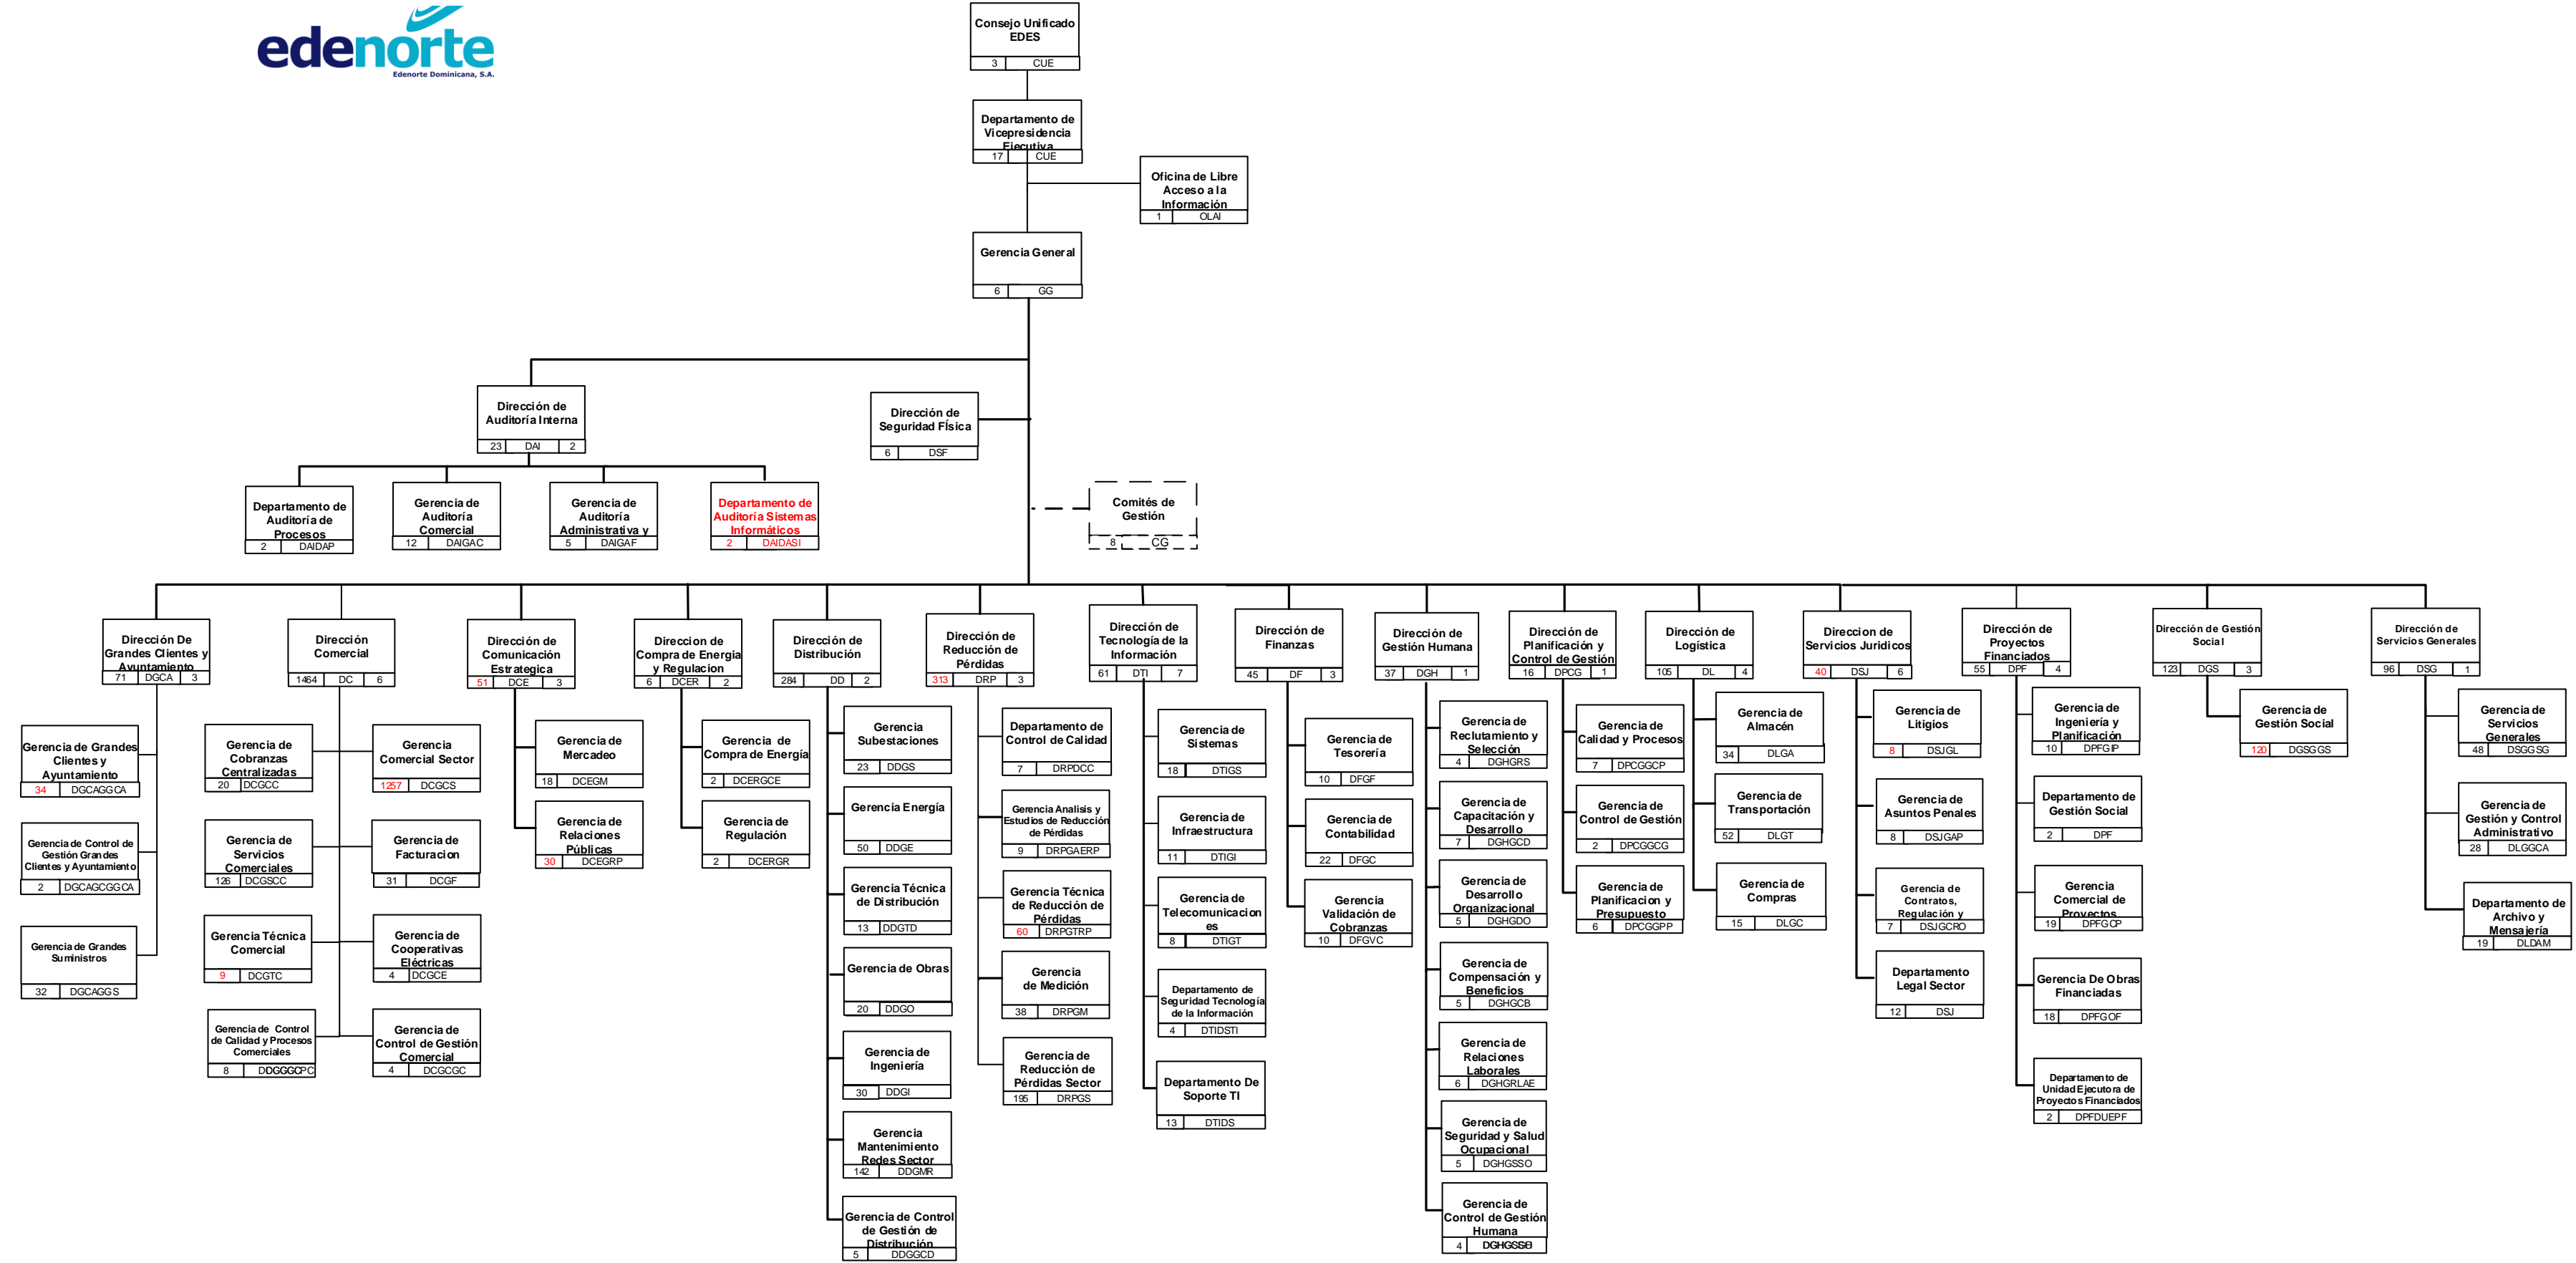 edenorte
Edenorte Dominicana, S.A.
Consejo Unificado
EDES
3 CUE
Departamento de
Vicepresidencia
Ejecutiva
17 CUE
Oficina de Libre
Acceso a la
Información
1 OLAI
Gerencia General
6 GG
Dirección de
Auditoría Interna
23 DAI 2
Dirección de
Seguridad FÍsica
6 DSF
Departamento de
Auditoría de
Procesos
2 DAIDAP
Gerencia de
Auditoría
Comercial
12 DAIGAC
Gerencia de
Auditoría
Administrativa y
5 DAIGAF
Departamento de
Auditoría Sistemas
Informáticos
2 DAIDASI
Comités de
Gestión
8 CG
Dirección De
Grandes Clientes y
Ayuntamiento
71 DGCA 3
Gerencia de Grandes
Clientes y
Ayuntamiento
34 DGCAGGCA
Gerencia de Control de
Gestión Grandes
Clientes y Ayuntamiento
2 DGCAGCGGCA
Gerencia de Grandes
Suministros
32 DGCAGGS
Dirección
Comercial
1464 DC 6
Gerencia de
Cobranzas
Centralizadas
20 DCGCC
Gerencia
Comercial Sector
1257 DCGCS
Gerencia de
Servicios
Comerciales
126 DCGSCC
Gerencia de
Facturacion
31 DCGF
Gerencia Técnica
Comercial
9 DCGTC
Gerencia de
Cooperativas
Eléctricas
4 DCGCE
Gerencia de Control
de Calidad y Procesos
Comerciales
8
Gerencia de
Control de Gestión
Comercial
4 DCGCGC
Dirección de
Comunicación
Estrategica
51 DCE 3
Gerencia de
Mercadeo
18 DCEGM
Gerencia de
Relaciones
Públicas
30 DCEGRP
Direccion de
Compra de Energia
y Regulacion
6 DCER 2
Gerencia de
Compra de Energía
2 DCERGCE
Gerencia de
Regulación
2 DCERGR
Dirección de
Distribución
284 DD 2
Gerencia
Subestaciones
23 DDGS
Gerencia Energía
50 DDGE
Gerencia Técnica
de Distribución
13 DDGTD
Gerencia de Obras
20 DDGO
Gerencia de
Ingeniería
30 DDGI
Gerencia
Mantenimiento
Redes Sector
142 DDGMR
Gerencia de Control
de Gestión de
Distribución
5 DDGGCD
Dirección de
Reducción de
Pérdidas
313 DRP 3
Departamento de
Control de Calidad
7 DRPDCC
Gerencia Analisis y
Estudios de Reducción
de Pérdidas
9 DRPGAERP
Gerencia Técnica
de Reducción de
Pérdidas
60 DRPGTRP
Gerencia
de Medición
38 DRPGM
Gerencia de
Reducción de
Pérdidas Sector
195 DRPGS
Dirección de
Tecnología de la
Información
61 DTI 7
Gerencia de
Sistemas
18 DTIGS
Gerencia de
Infraestructura
11 DTIGI
Gerencia de
Telecomunicacion
es
8 DTIGT
Departamento de
Seguridad Tecnología
de la Información
4 DTIDSTI
Departamento De
Soporte TI
13 DTIDS
Dirección de
Finanzas
45 DF 3
Gerencia de
Tesorería
10 DFGF
Gerencia de
Contabilidad
22 DFGC
Gerencia
Validación de
Cobranzas
10 DFGVC
Dirección de
Gestión Humana
37 DGH 1
Gerencia de
Reclutamiento y
Selección
4 DGHGRS
Gerencia de
Capacitación y
Desarrollo
7 DGHGCD
Gerencia de
Desarrollo
Organizacional
5 DGHGDO
Gerencia de
Compensación y
Beneficios
5 DGHGCB
Gerencia de
Relaciones
Laborales
6 DGHGRLAE
Gerencia de
Seguridad y Salud
Ocupacional
5 DGHGSSO
Gerencia de
Control de Gestión
Humana
4
Dirección de
Planificación y
Control de Gestión
16 DPCG 1
Gerencia de
Calidad y Procesos
7 DPCGGCP
Gerencia de
Control de Gestión
2 DPCGGCG
Gerencia de
Planificacion y
Presupuesto
6 DPCGGPP
Dirección de
Logística
105 DL 4
Gerencia de
Almacén
34 DLGA
Gerencia de
Transportación
52 DLGT
Gerencia de
Compras
15 DLGC
Direccion de
Servicios Juridicos
40 DSJ 6
Gerencia de
Litigios
8 DSJGL
Gerencia de
Asuntos Penales
8 DSJGAP
Gerencia de
Contratos,
Regulación y
7 DSJGCRO
Departamento
Legal Sector
12 DSJ
Dirección de
Proyectos
Financiados
55 DPF 4
Gerencia de
Ingeniería y
Planificación
10 DPFGIP
Departamento de
Gestión Social
2 DPF
Gerencia
Comercial de
Proyectos
19 DPFGCP
Gerencia De Obras
Financiadas
18 DPFGOF
Departamento de
Unidad Ejecutora de
Proyectos Financiados
2 DPFDUEPF
Dirección de Gestión
Social
123 DGS 3
Gerencia de
Gestión Social
120 DGSGGS
Dirección de
Servicios Generales
96 DSG 1
Gerencia de
Servicios
Generales
48 DSGGSG
Gerencia de
Gestión y Control
Administrativo
28 DLGGCA
Departamento de
Archivo y
Mensajería
19 DLDAM